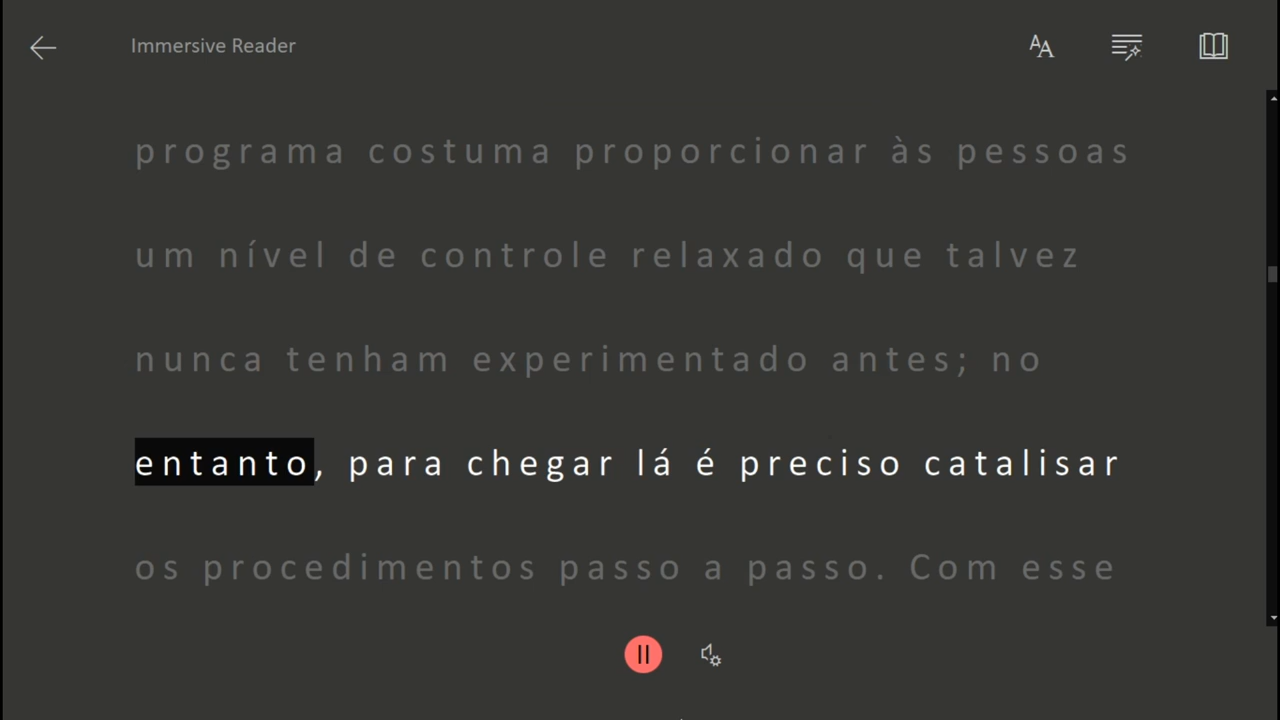 Immersive Reader
programa costuma proporcionar às pessoas
um nível de controle relaxado que talvez
nunca tenham experimentado antes; no
entanto, para chegar lá é preciso catalisar
os procedimentos passo a passo. Com esse